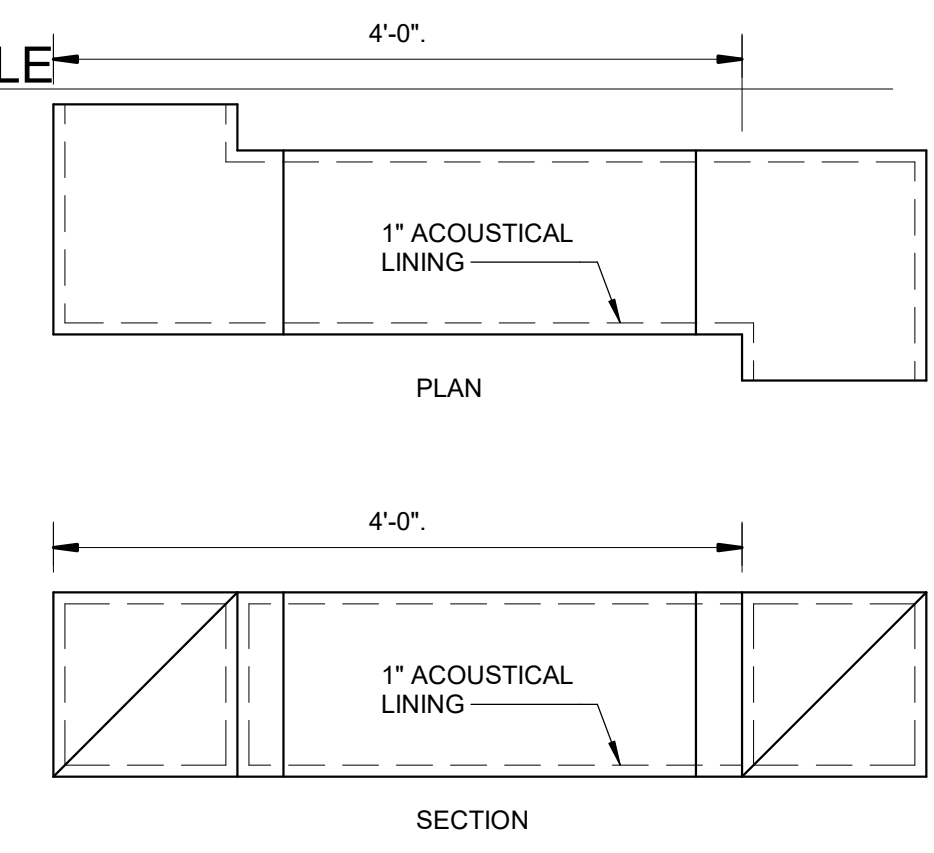 4'-0".
LE
1" ACOUSTICAL
LINING
PLAN
4'-0".
1" ACOUSTICAL
LINING
SECTION